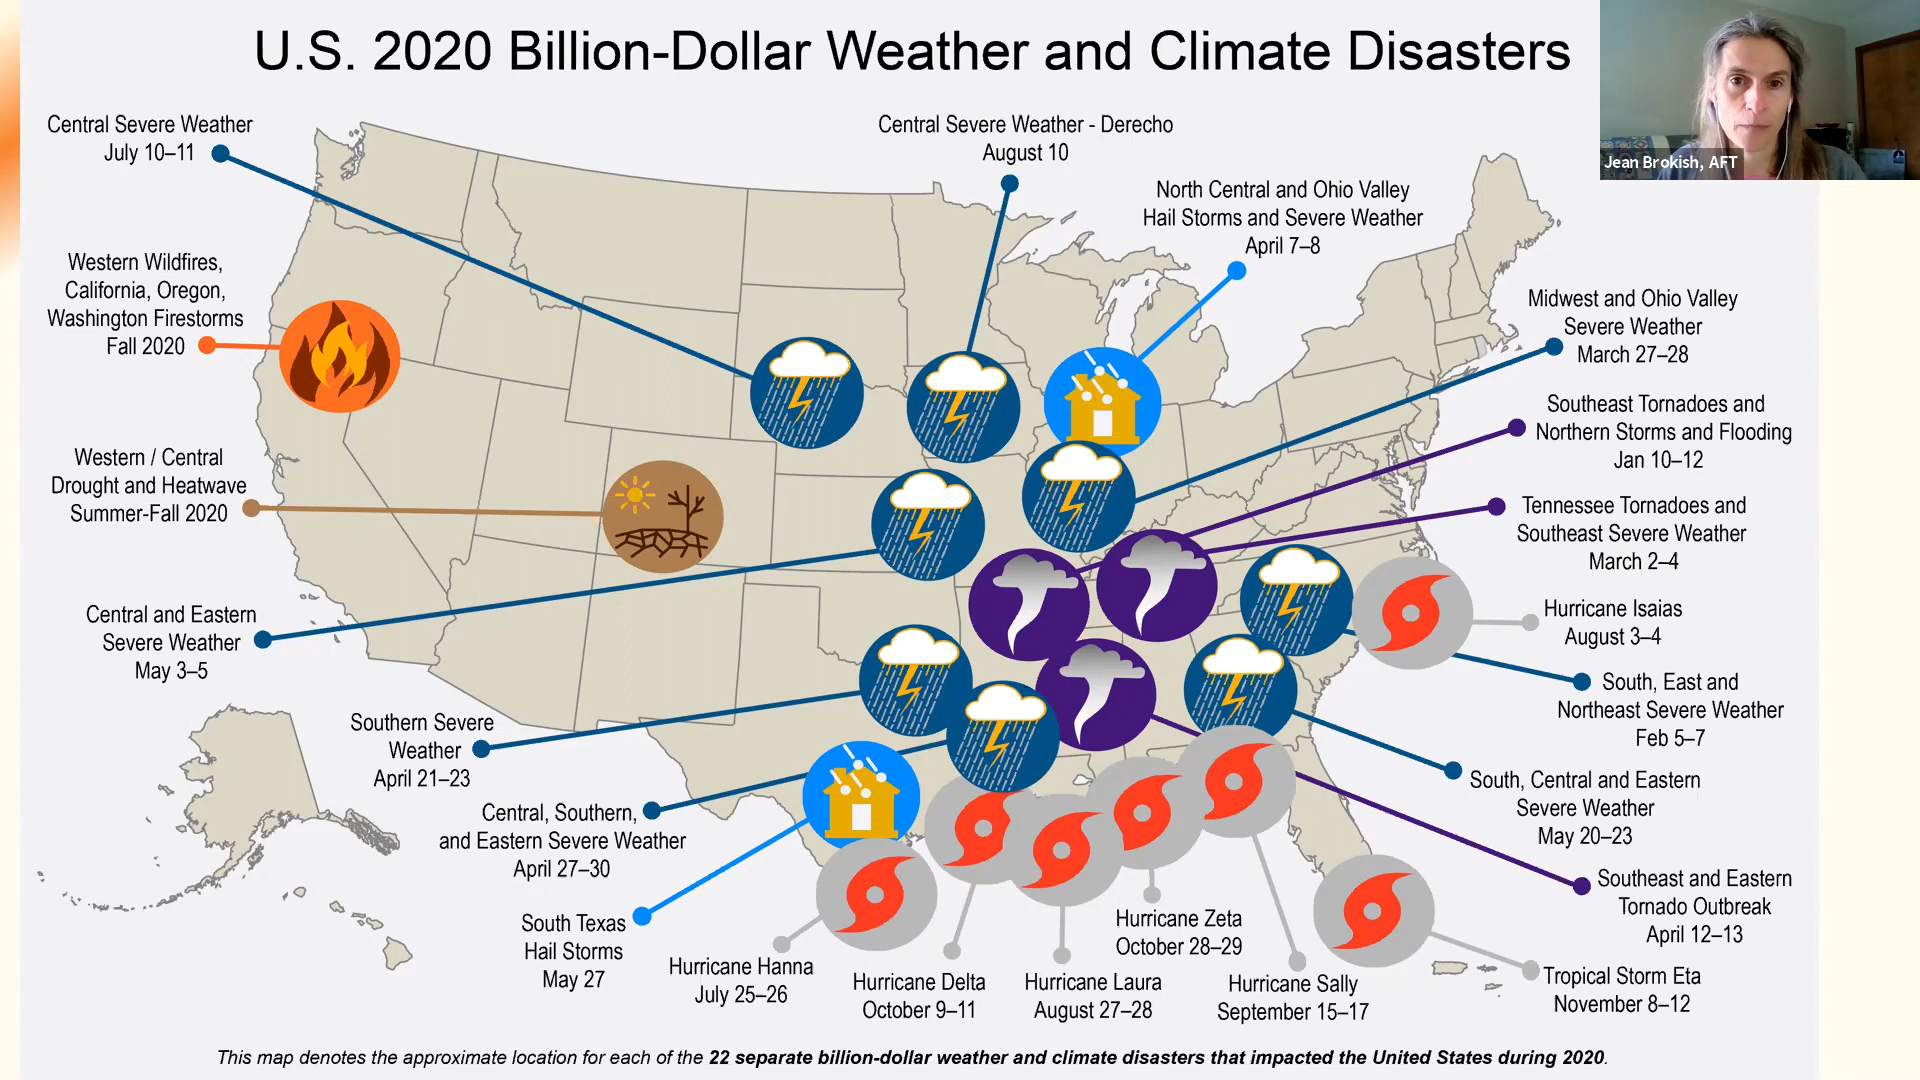 U.S. 2020 Billion-Dollar Weather and Climate Disasters
Jean Brokish, AFT
Central Severe Weather
July 10–11
Central Severe Weather - Derecho
August 10
North Central and Ohio Valley
Hail Storms and Severe Weather
April 7–8
Western Wildfires,
California, Oregon,
Washington Firestorms
Fall 2020
Midwest and Ohio Valley
Severe Weather
March 27–28
Southeast Tornadoes and
Northern Storms and Flooding
Jan 10–12
Western / Central
Drought and Heatwave
Summer-Fall 2020
Tennessee Tornadoes and
Southeast Severe Weather
March 2–4
Central and Eastern
Severe Weather
May 3–5
Hurricane Isaias
August 3–4
South, East and
Northeast Severe Weather
Feb 5–7
Southern Severe
Weather
April 21–23
South, Central and Eastern
Severe Weather
May 20–23
Central, Southern,
and Eastern Severe Weather
April 27–30
Southeast and Eastern
Tornado Outbreak
April 12–13
South Texas
Hail Storms
May 27
Hurricane Hanna
July 25–26
Hurricane Delta
October 9–11
Hurricane Laura
August 27–28
Hurricane Zeta
October 28–29
Hurricane Sally
September 15–17
Tropical Storm Eta
November 8–12
This map denotes the approximate location for each of the 22 separate billion-dollar weather and climate disasters that impacted the United States during 2020.